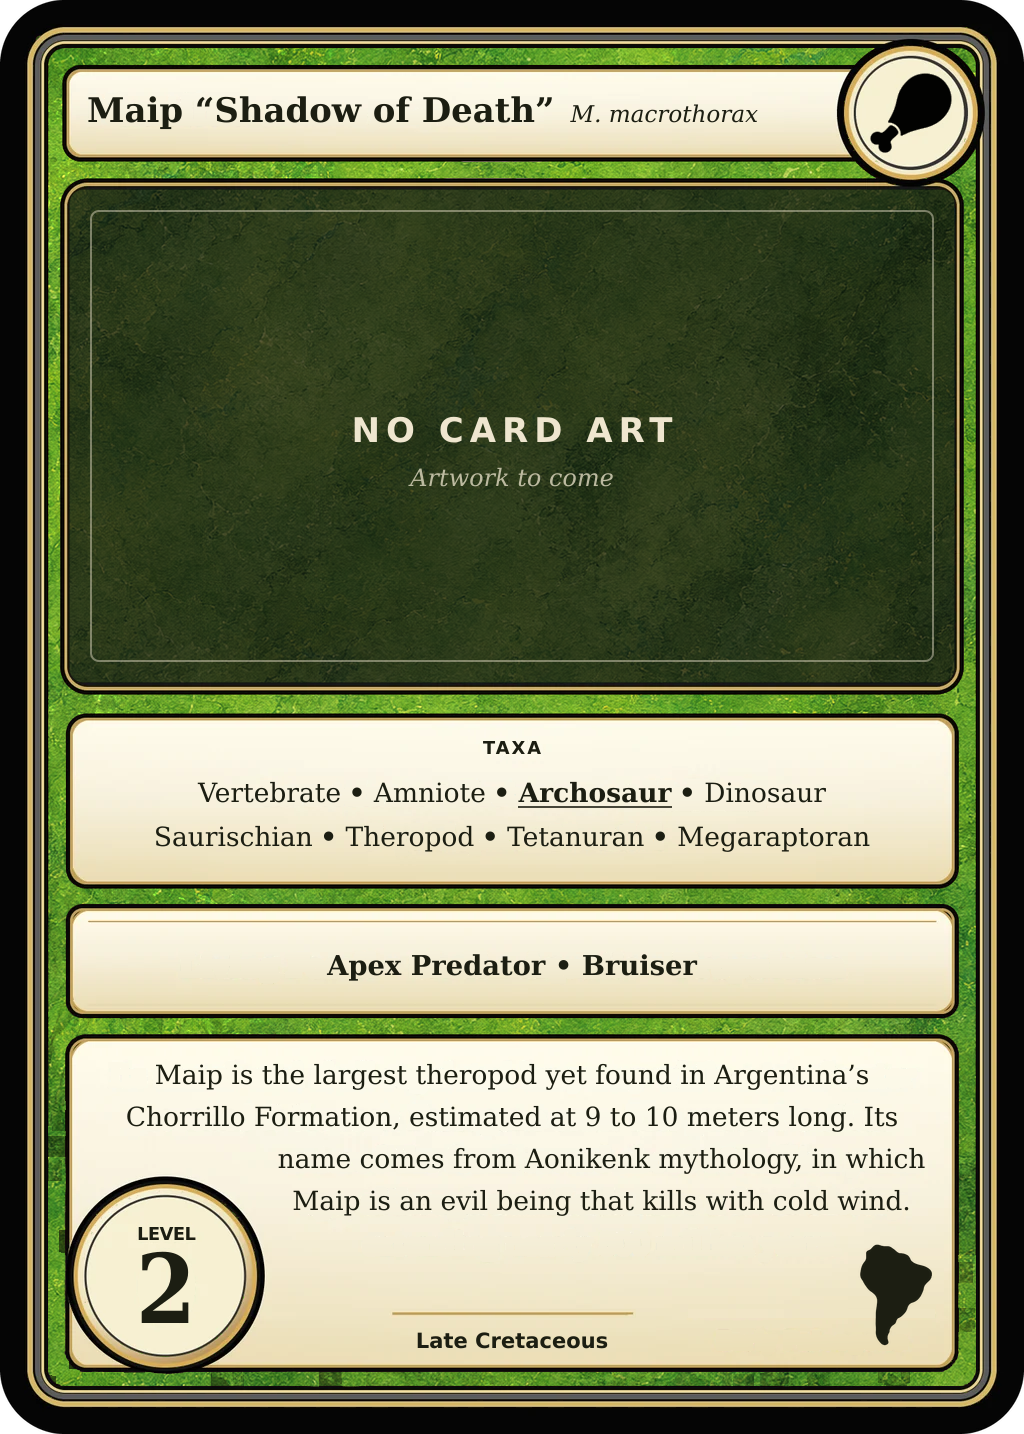 Maip “Shadow of Death” M. macrothorax
NO CARD ART
Artwork to come
TAXA
Vertebrate • Amniote • Archosaur • Dinosaur
Saurischian • Theropod • Tetanuran • Megaraptoran
Apex Predator • Bruiser
Maip is the largest theropod yet found in Argentina’s
Chorrillo Formation, estimated at 9 to 10 meters long. Its
name comes from Aonikenk mythology, in which
Maip is an evil being that kills with cold wind.
LEVEL
2
Late Cretaceous